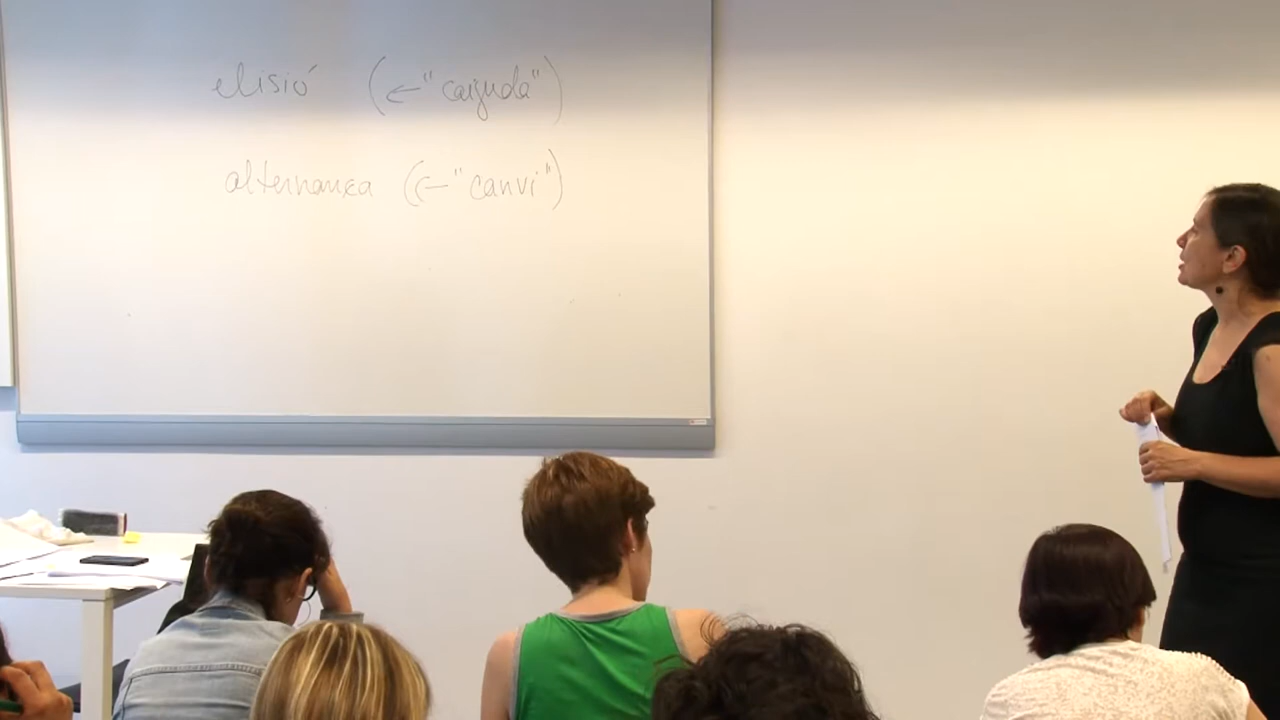 elisió (← "caiguda")
alternança (← "canvi")